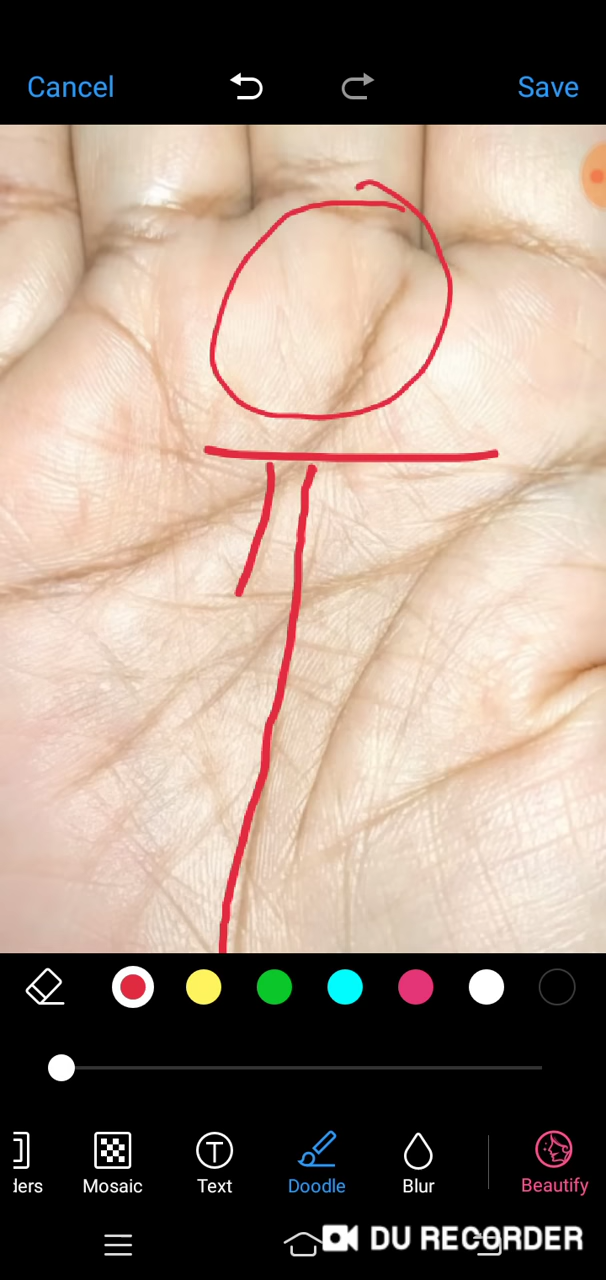 Cancel
Save
ders
Mosaic
Text
Doodle
Blur
Beautify
DU RECORDER